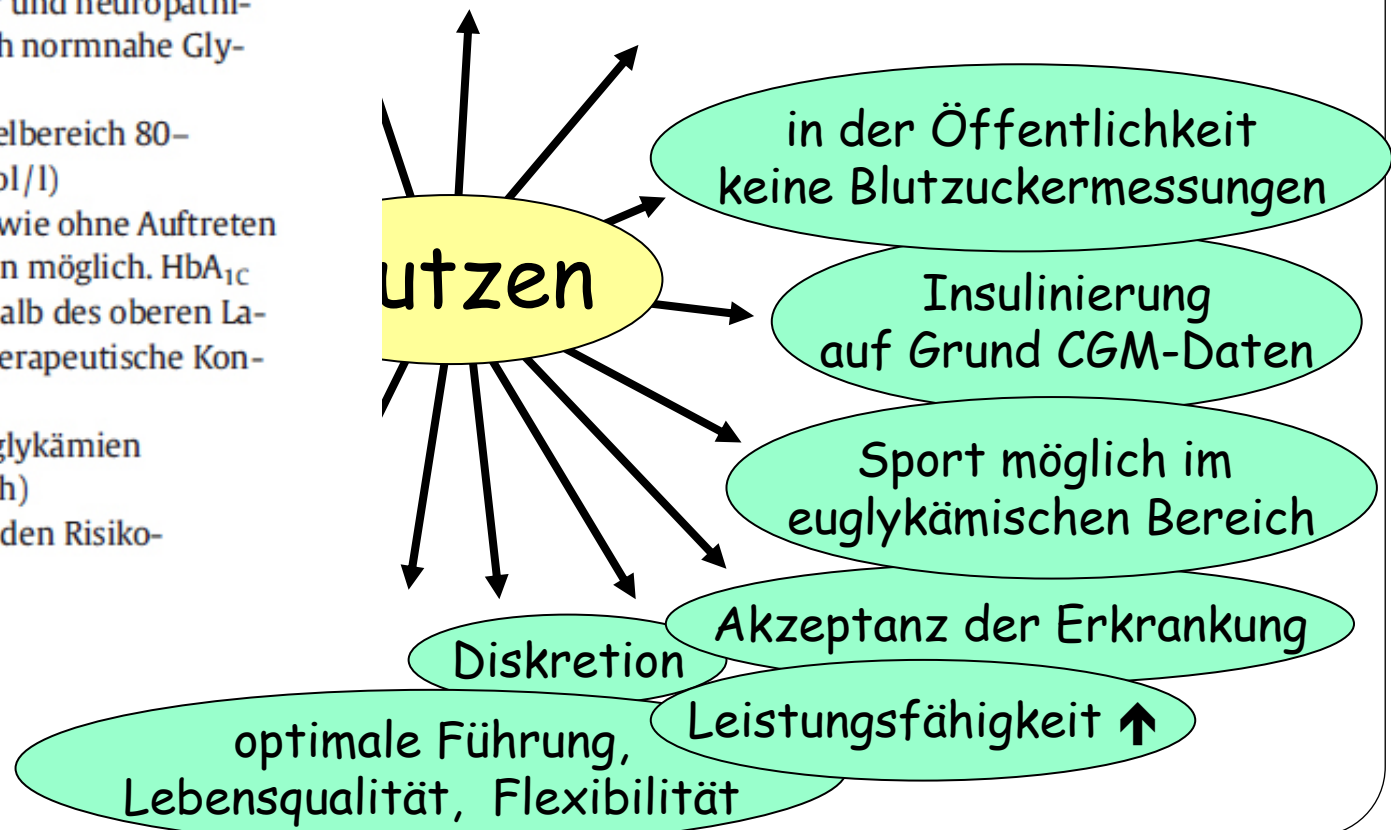 und neuropathi-
h normnahe Gly-
elbereich 80–
ol/l)
wie ohne Auftreten
n möglich. HbA1C
alb des oberen La-
erapeutische Kon-
glykämien
h)
den Risiko-
utzen
in der Öffentlichkeit
keine Blutzuckermessungen
Insulinierung
auf Grund CGM-Daten
Sport möglich im
euglykämischen Bereich
Akzeptanz der Erkrankung
Diskretion
Leistungsfähigkeit ↑
optimale Führung,
Lebensqualität, Flexibilität